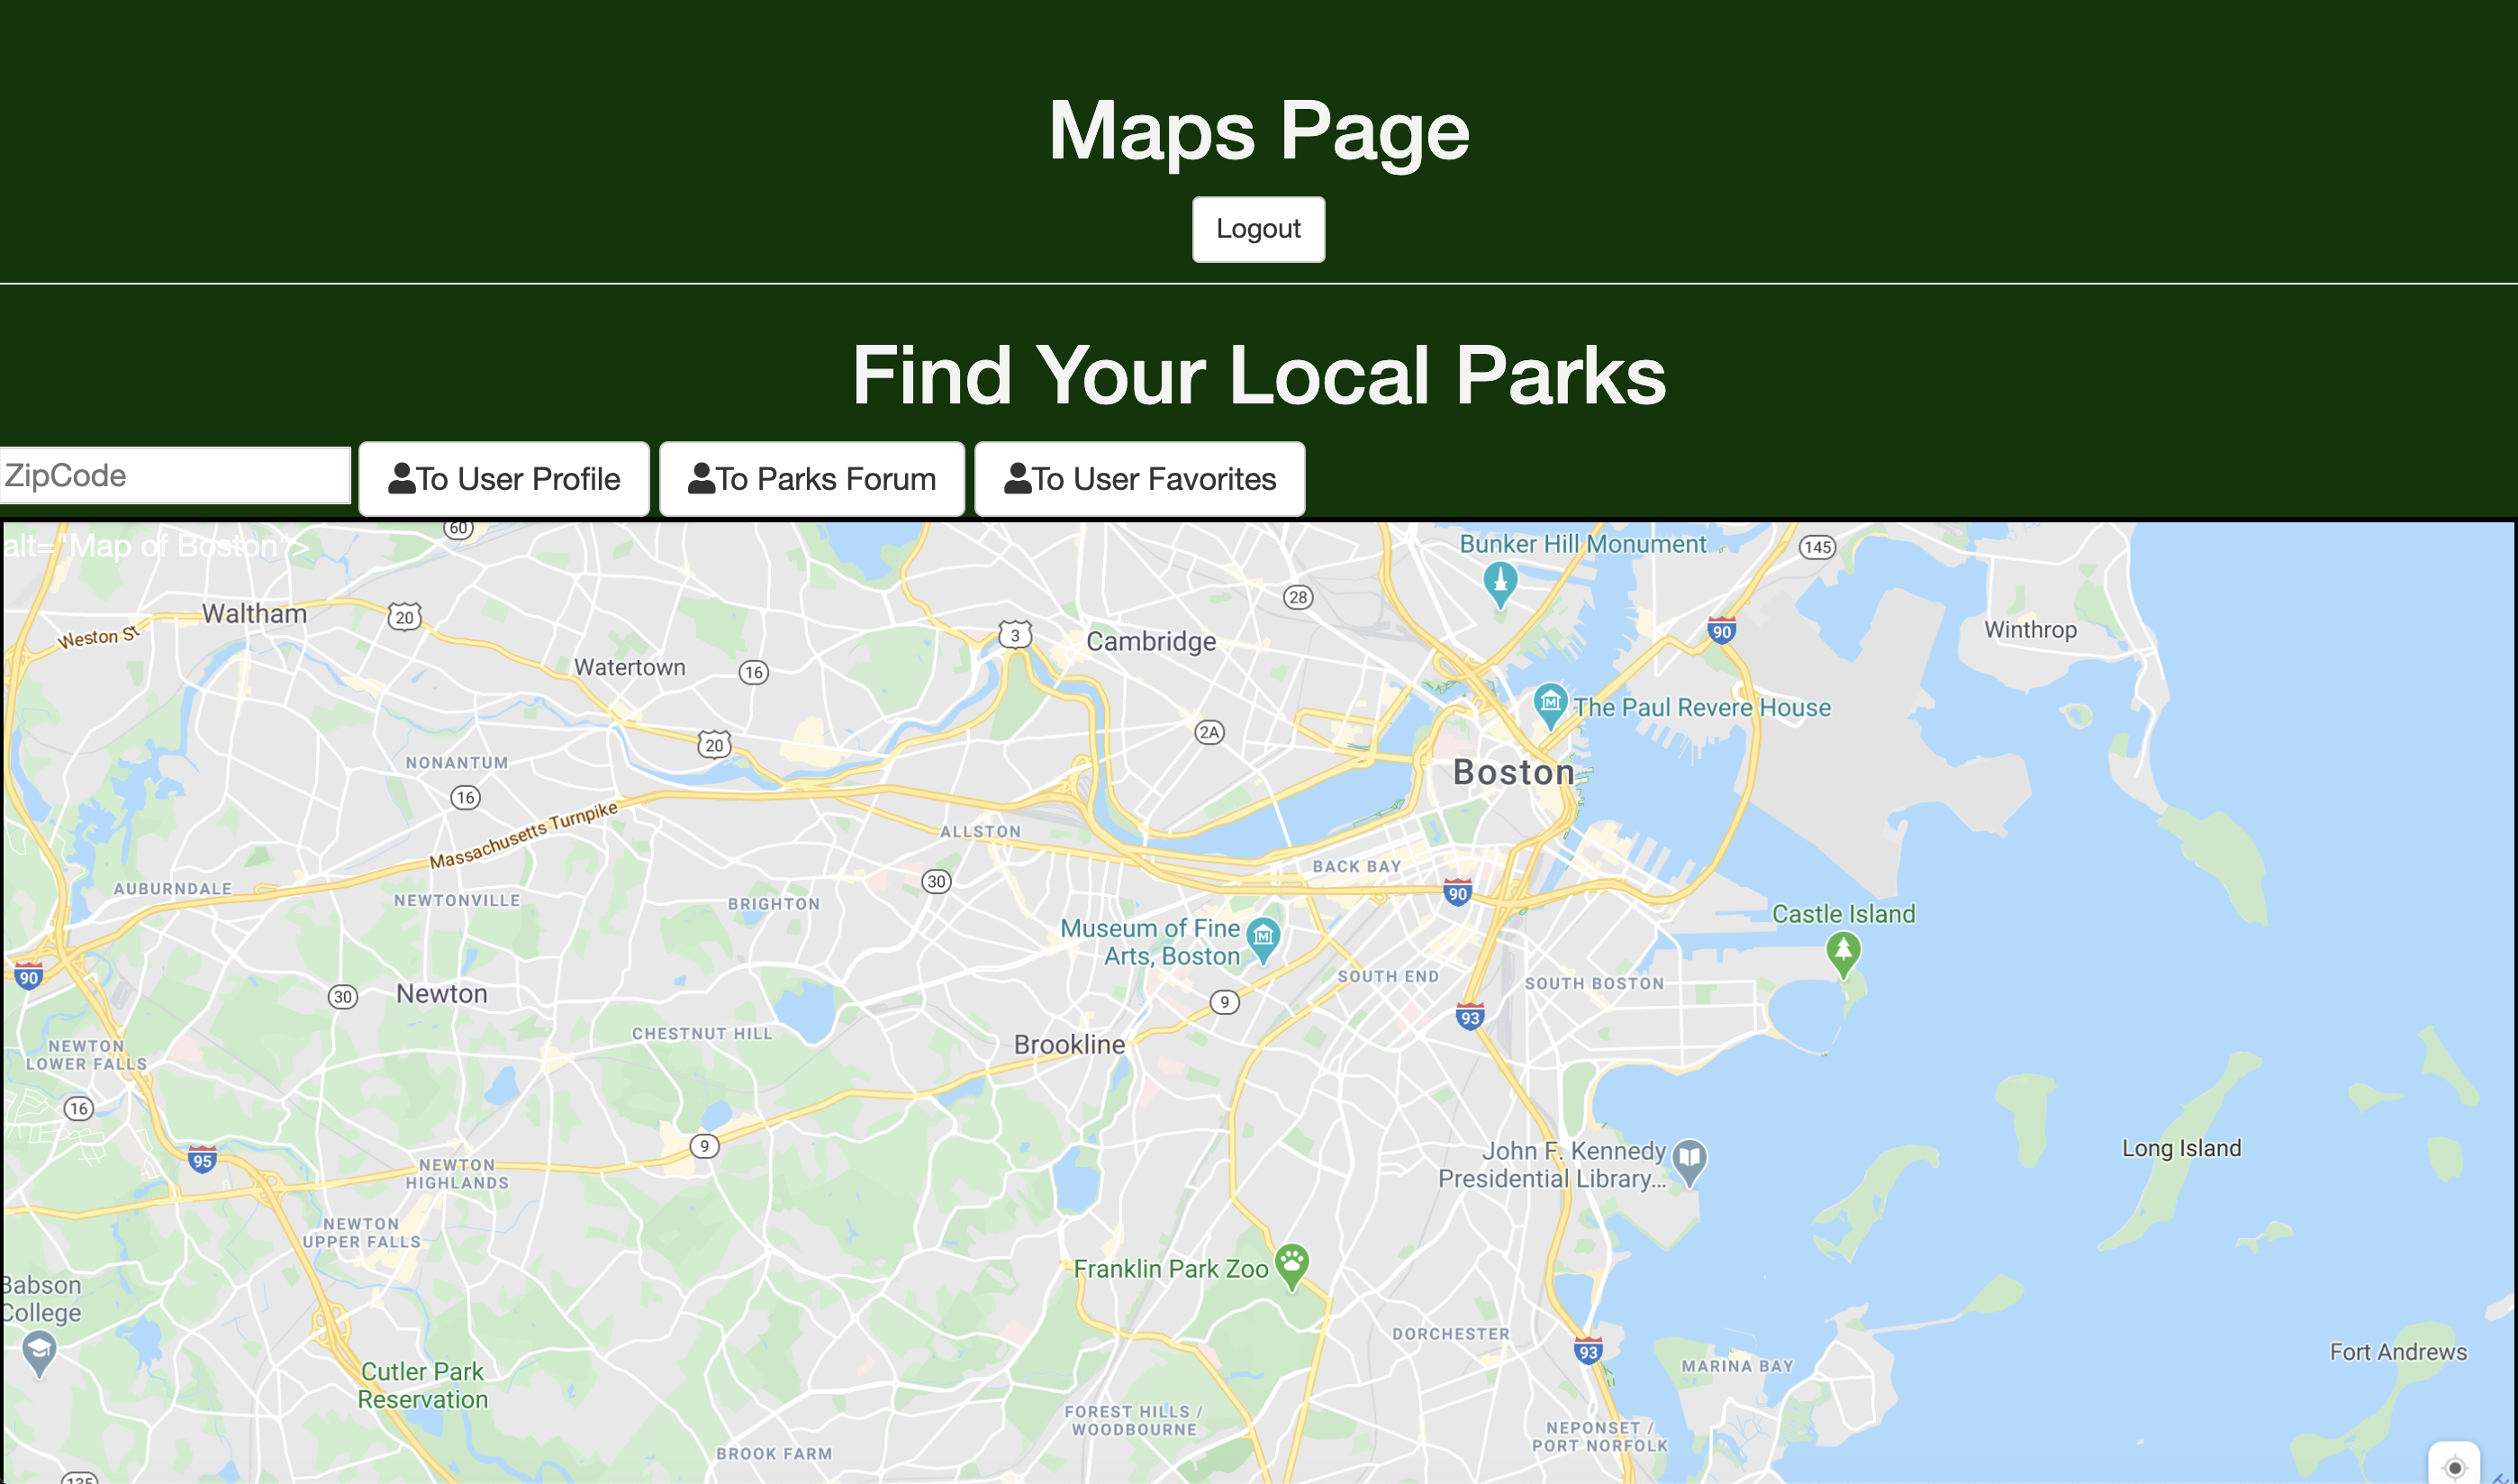 Maps Page
Logout
Find Your Local Parks
ZipCode
To User Profile
To Parks Forum
To User Favorites
alt="Map of Boston">
60
Bunker Hill Monument
145
28
Waltham
20
Weston St
3
Cambridge
90
Winthrop
Watertown
16
The Paul Revere House
2A
20
NONANTUM
Boston
16
Massachusetts Turnpike
ALLSTON
BACK BAY
30
AUBURNDALE
90
NEWTONVILLE
BRIGHTON
Castle Island
Museum of Fine
Arts, Boston
90
SOUTH END
SOUTH BOSTON
30
Newton
9
93
CHESTNUT HILL
Brookline
NEWTON
LOWER FALLS
16
9
John F. Kennedy
Presidential Library...
Long Island
95
NEWTON
HIGHLANDS
NEWTON
UPPER FALLS
Franklin Park Zoo
Babson
College
DORCHESTER
93
Fort Andrews
MARINA BAY
Cutler Park
Reservation
FOREST HILLS /
WOODBOURNE
NEPONSET /
PORT NORFOLK
BROOK FARM
135